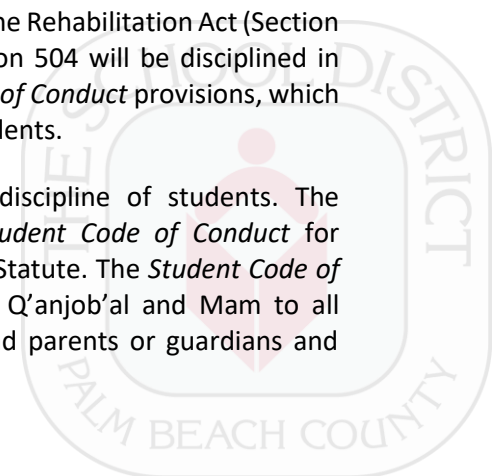 he Rehabilitation Act (Section
on 504 will be disciplined in
of Conduct provisions, which
dents.
discipline of students. The
udent Code of Conduct for
Statute. The Student Code of
Q’anjob’al and Mam to all
d parents or guardians and
THE SCHOOL DISTRICT
PALM BEACH COUNTY